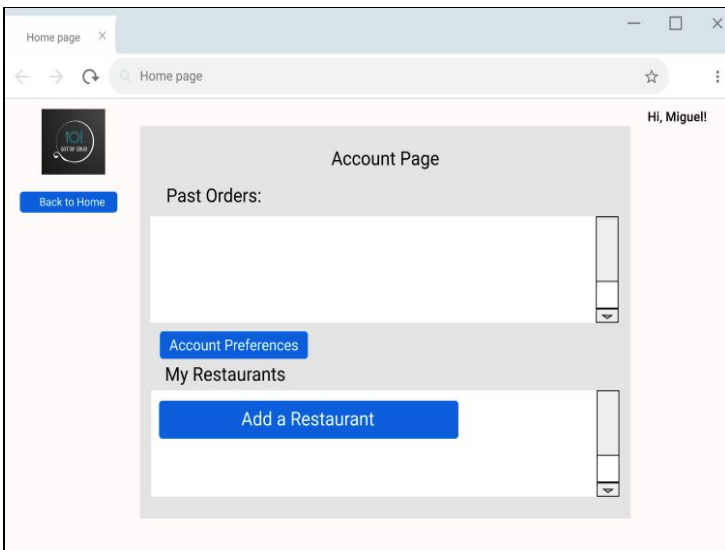 Home page
Home page
Hi, Miguel!
101
Back to Home
Account Page
Past Orders:
Account Preferences
My Restaurants
Add a Restaurant